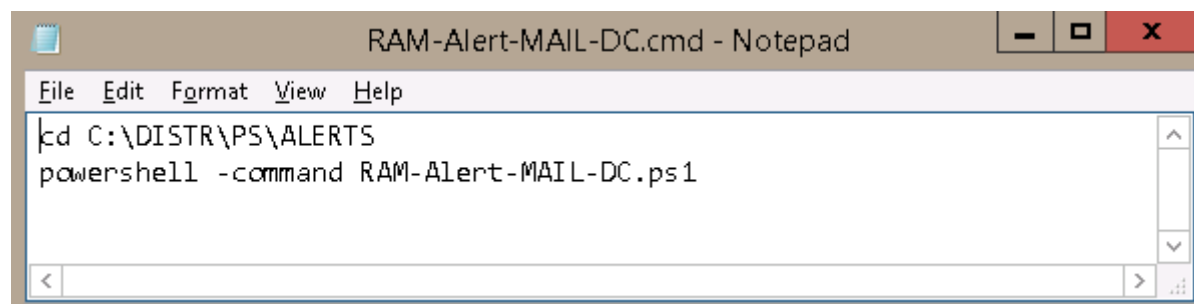 RAM-Alert-MAIL-DC.cmd - Notepad
File Edit Format View Help
cd C:\DISTR\PS\ALERTS
powershell -command RAM-Alert-MAIL-DC.ps1